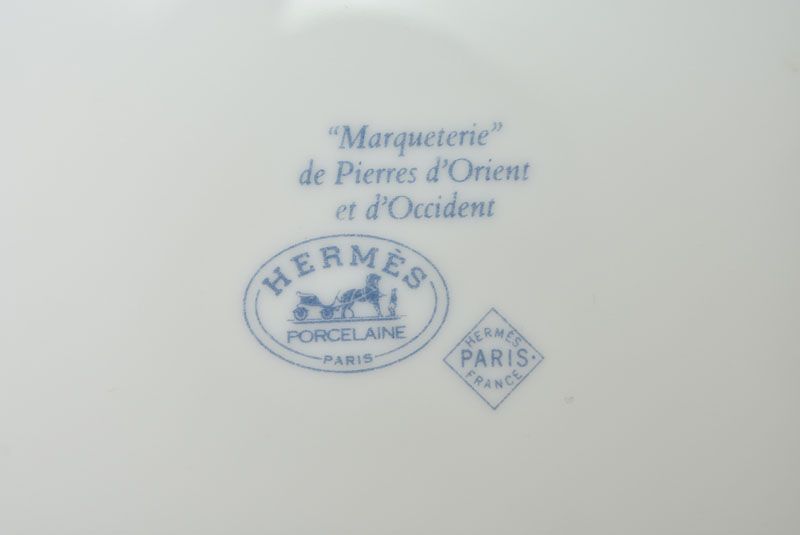 “Marqueterie”
de Pierres d'Orient
et d'Occident
HERMÈS
PORCELAINE
PARIS
HERMÈS
PARIS
FRANCE